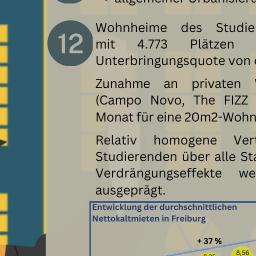 allgemeiner Urbanisieru
12
Wohnheime des Studie
mit 4.773 Plätzen
Unterbringungsquote von
Zunahme an privaten
(Campo Novo, The FIZZ
Monat für eine 20m2-Wohn
Relativ homogene Vert
Studierenden über alle Sta
Verdrängungseffekte we
ausgeprägt.
Entwicklung der durchschnittlichen
Nettokaltmieten in Freiburg
+ 37 %
8,56